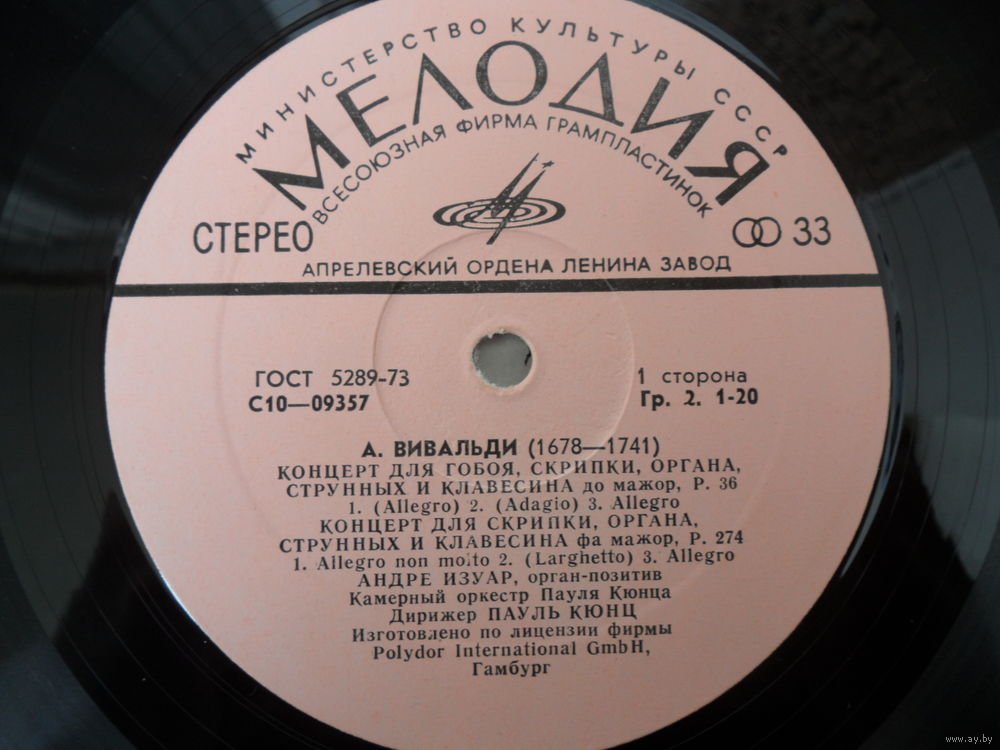 МИНИСТЕРСТВО КУЛЬТУРЫ СССР
МЕЛОДИЯ
ВСЕСОЮЗНАЯ ФИРМА ГРАМПЛАСТИНОК
СТЕРЕО
33
АПРЕЛЕВСКИЙ ОРДЕНА ЛЕНИНА ЗАВОД
ГОСТ 5289-73
1 сторона
С10—09357
Гр. 2. 1-20
А. ВИВАЛЬДИ (1678—1741)
КОНЦЕРТ ДЛЯ ГОБОЯ, СКРИПКИ, ОРГАНА,
СТРУННЫХ И КЛАВЕСИНА до мажор, Р. 36
1. (Allegro) 2. (Adagio) 3. Allegro
КОНЦЕРТ ДЛЯ СКРИПКИ, ОРГАНА,
СТРУННЫХ И КЛАВЕСИНА фа мажор, Р. 274
1. Allegro non molto 2. (Larghetto) 3. Allegro
АНДРЕ ИЗУАР, орган-позитив
Камерный оркестр Пауля Кюнца
Дирижер ПАУЛЬ КЮНЦ
Изготовлено по лицензии фирмы
Polydor International GmbH,
Гамбург
www.ay.by